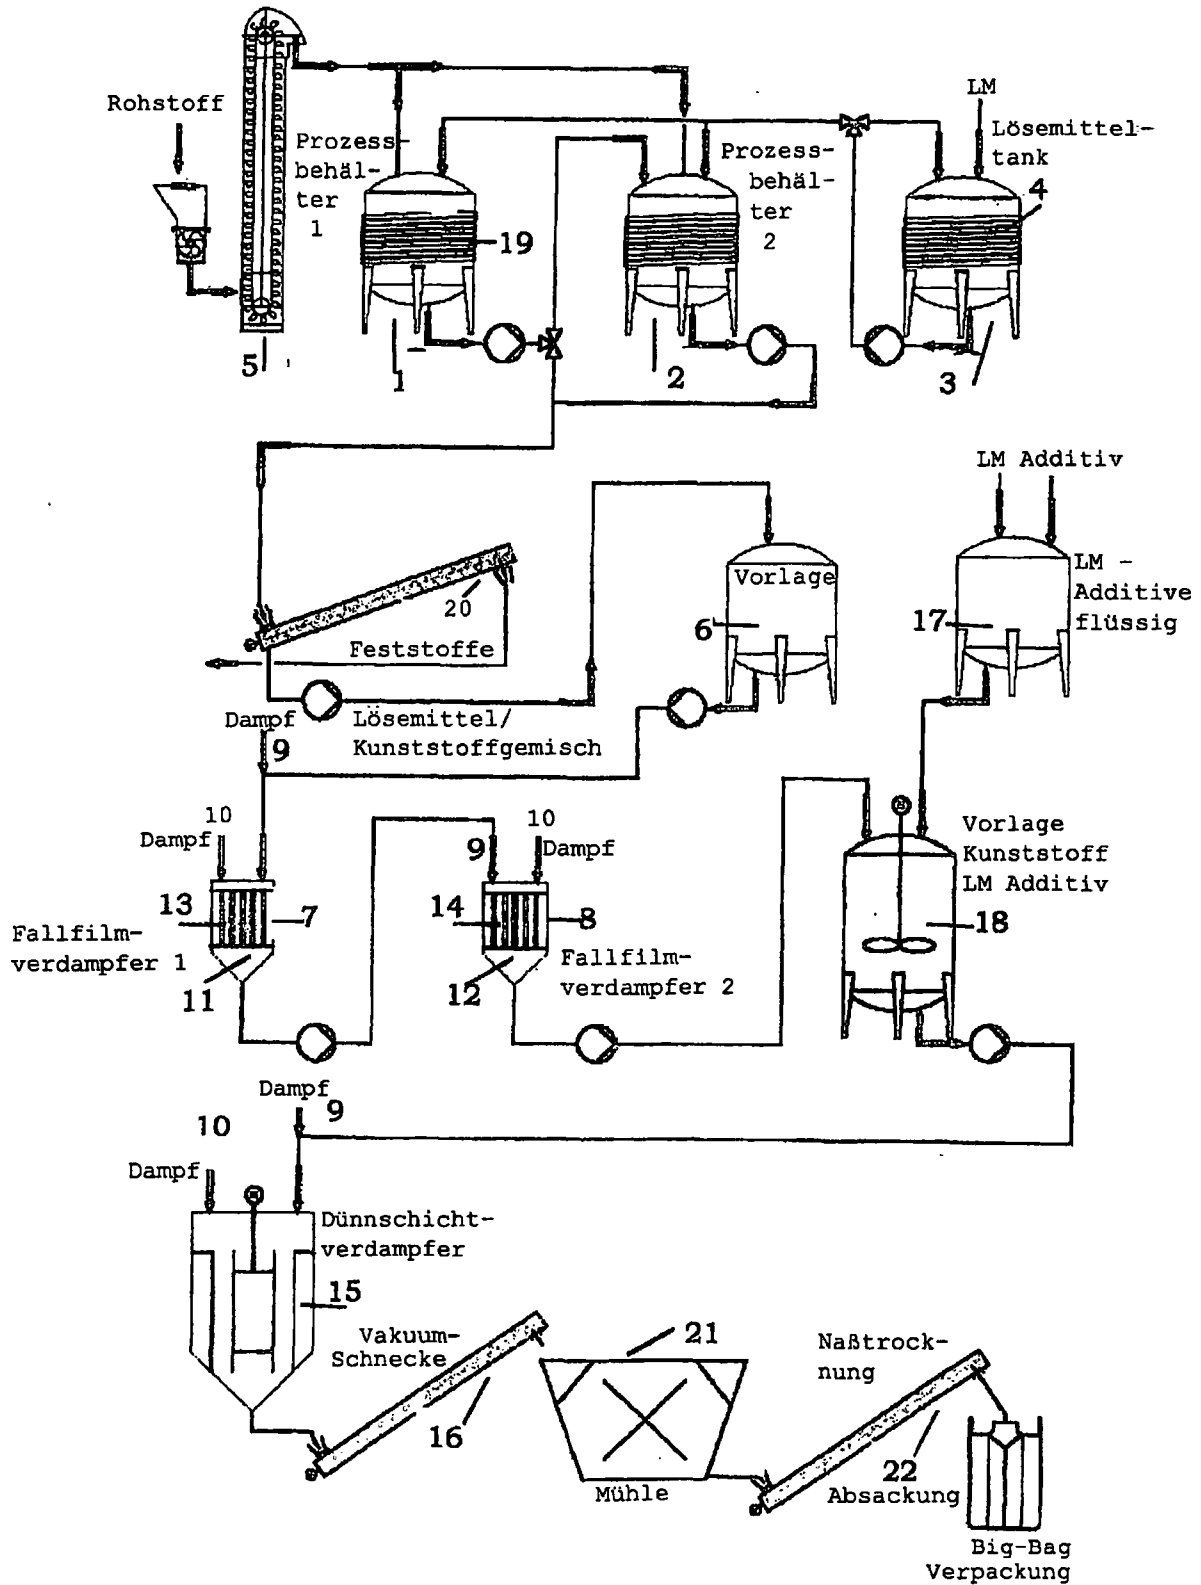 LM
Rohstoff
Lösemittel-
tank
Prozess-
behäl-
ter
1
Prozess-
behäl-
ter
2
4
19
5
1
2
3
LM Additiv
LM -
Additive
flüssig
Vorlage
20
6
17
Feststoffe
Dampf
9
Lösemittel/
Kunststoffgemisch
10
Dampf
10
Dampf
9
Vorlage
Kunststoff
LM Additiv
13
7
14
8
18
Fallfilm-
verdampfer 1
11
12
Fallfilm-
verdampfer 2
Dampf
9
10
Dampf
Dünnschicht-
verdampfer
15
Vakuum-
Schnecke
21
Naßtrock-
nung
16
22
Mühle
Absackung
Big-Bag
Verpackung